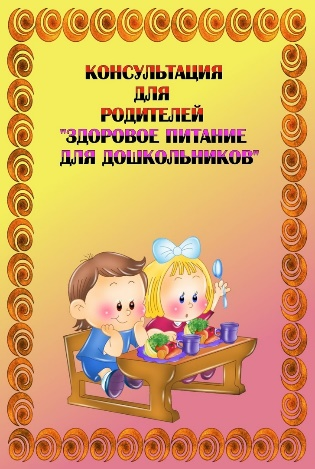 КОНСУЛЬТАЦИЯ
ДЛЯ
РОДИТЕЛЕЙ
"ЗДОРОВОЕ ПИТАНИЕ
ДЛЯ ДОШКОЛЬНИКОВ"